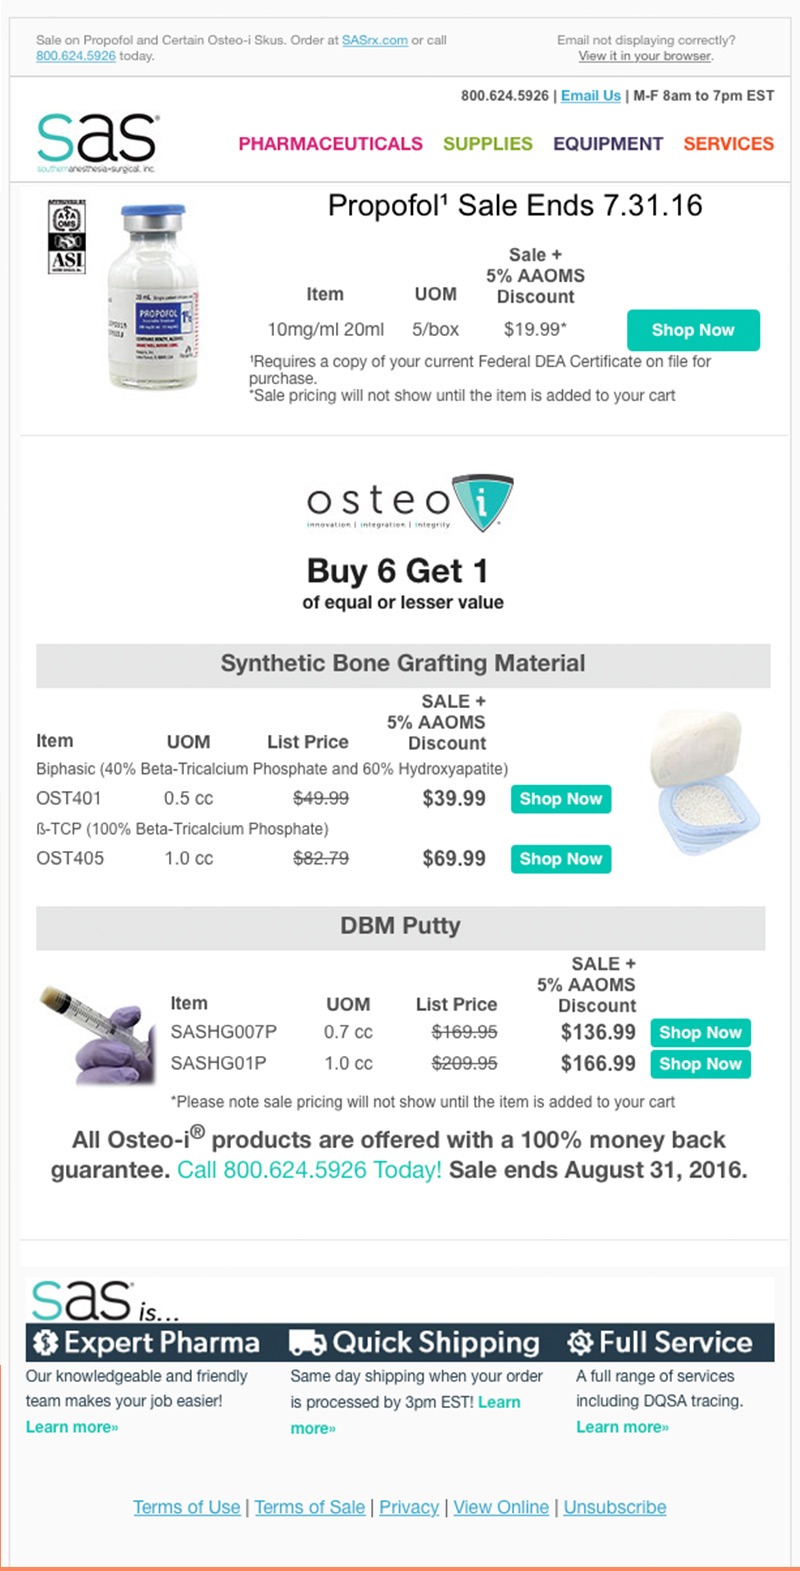 Sale on Propofol and Certain Osteo-i Skus. Order at SASrx.com or call
800.624.5926 today.
Email not displaying correctly?
View it in your browser.
800.624.5926 | Email Us | M-F 8am to 7pm EST
sas®
southernanesthesia+surgical, inc.
PHARMACEUTICALS SUPPLIES EQUIPMENT SERVICES
ASI
PROPOFOL 1%
Propofol¹ Sale Ends 7.31.16
Sale +
5% AAOMS
Item UOM Discount
10mg/ml 20ml 5/box $19.99* Shop Now
¹Requires a copy of your current Federal DEA Certificate on file for
purchase.
*Sale pricing will not show until the item is added to your cart
osteo i
innovation | integration | integrity
Buy 6 Get 1
of equal or lesser value
Synthetic Bone Grafting Material
SALE +
5% AAOMS
Item UOM List Price Discount
Biphasic (40% Beta-Tricalcium Phosphate and 60% Hydroxyapatite)
OST401 0.5 cc $49.99 $39.99 Shop Now
ß-TCP (100% Beta-Tricalcium Phosphate)
OST405 1.0 cc $82.79 $69.99 Shop Now
DBM Putty
SALE +
5% AAOMS
Item UOM List Price Discount
SASHG007P 0.7 cc $169.95 $136.99 Shop Now
SASHG01P 1.0 cc $209.95 $166.99 Shop Now
*Please note sale pricing will not show until the item is added to your cart
All Osteo-i® products are offered with a 100% money back
guarantee. Call 800.624.5926 Today! Sale ends August 31, 2016.
sas® is...
Expert Pharma Quick Shipping Full Service
Our knowledgeable and friendly
team makes your job easier!
Learn more»
Same day shipping when your order
is processed by 3pm EST! Learn
more»
A full range of services
including DQSA tracing.
Learn more»
Terms of Use | Terms of Sale | Privacy | View Online | Unsubscribe